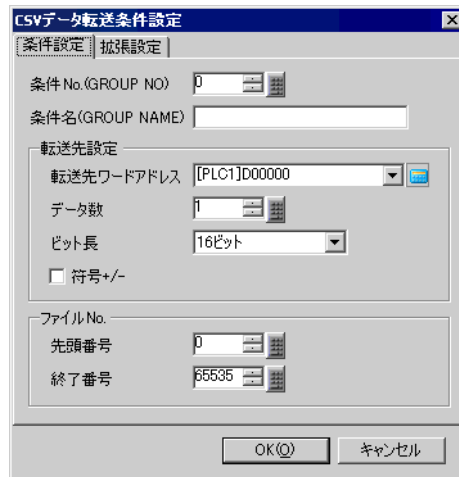 CSVデータ転送条件設定
条件設定 拡張設定
条件No.(GROUP NO) 0
条件名(GROUP NAME)
転送先設定
転送先ワードアドレス [PLC1]D00000
データ数 1
ビット長 16ビット
符号+/-
ファイルNo.
先頭番号 0
終了番号 65535
OK(O) キャンセル